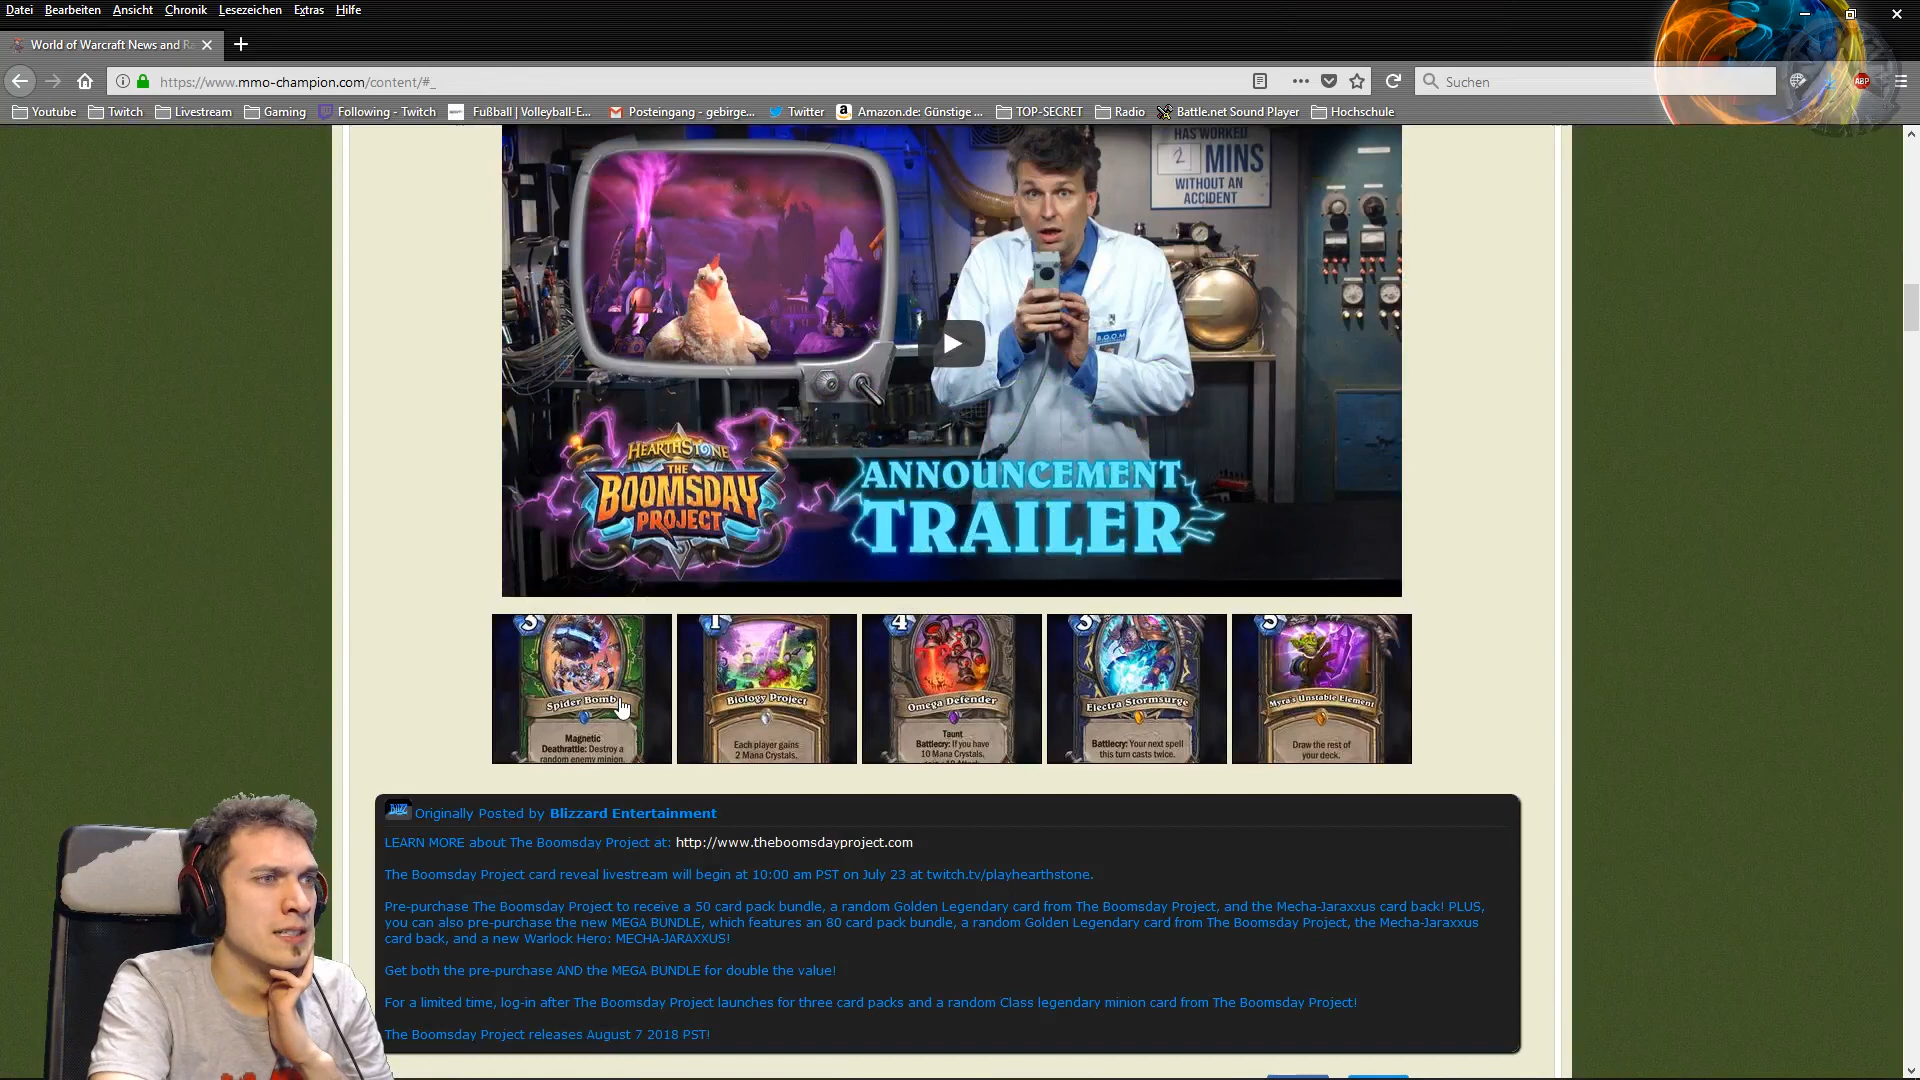 Datei Bearbeiten Ansicht Chronik Lesezeichen Extras Hilfe
World of Warcraft News and Ra
https://www.mmo-champion.com/content/#_
Suchen
ABP
Youtube Twitch Livestream Gaming Following - Twitch Fußball | Volleyball-E... Posteingang - gebirge... Twitter Amazon.de: Günstige ... TOP-SECRET Radio Battle.net Sound Player Hochschule
HAS WORKED
2 MINS
WITHOUT AN
ACCIDENT
BOOM
HEARTHSTONE
THE
BOOMSDAY
PROJECT
ANNOUNCEMENT
TRAILER
3
Spider Bomb
Magnetic
Deathrattle: Destroy a
random enemy minion.
1
Biology Project
Each player gains
2 Mana Crystals.
4
Omega Defender
Taunt
Battlecry: If you have
10 Mana Crystals,
3
Electra Stormsurge
Battlecry: Your next spell
this turn casts twice.
5
Myra's Unstable Element
Draw the rest of
your deck.
Originally Posted by Blizzard Entertainment
LEARN MORE about The Boomsday Project at: http://www.theboomsdayproject.com
The Boomsday Project card reveal livestream will begin at 10:00 am PST on July 23 at twitch.tv/playhearthstone.
Pre-purchase The Boomsday Project to receive a 50 card pack bundle, a random Golden Legendary card from The Boomsday Project, and the Mecha-Jaraxxus card back! PLUS,
you can also pre-purchase the new MEGA BUNDLE, which features an 80 card pack bundle, a random Golden Legendary card from The Boomsday Project, the Mecha-Jaraxxus
card back, and a new Warlock Hero: MECHA-JARAXXUS!
Get both the pre-purchase AND the MEGA BUNDLE for double the value!
For a limited time, log-in after The Boomsday Project launches for three card packs and a random Class legendary minion card from The Boomsday Project!
The Boomsday Project releases August 7 2018 PST!